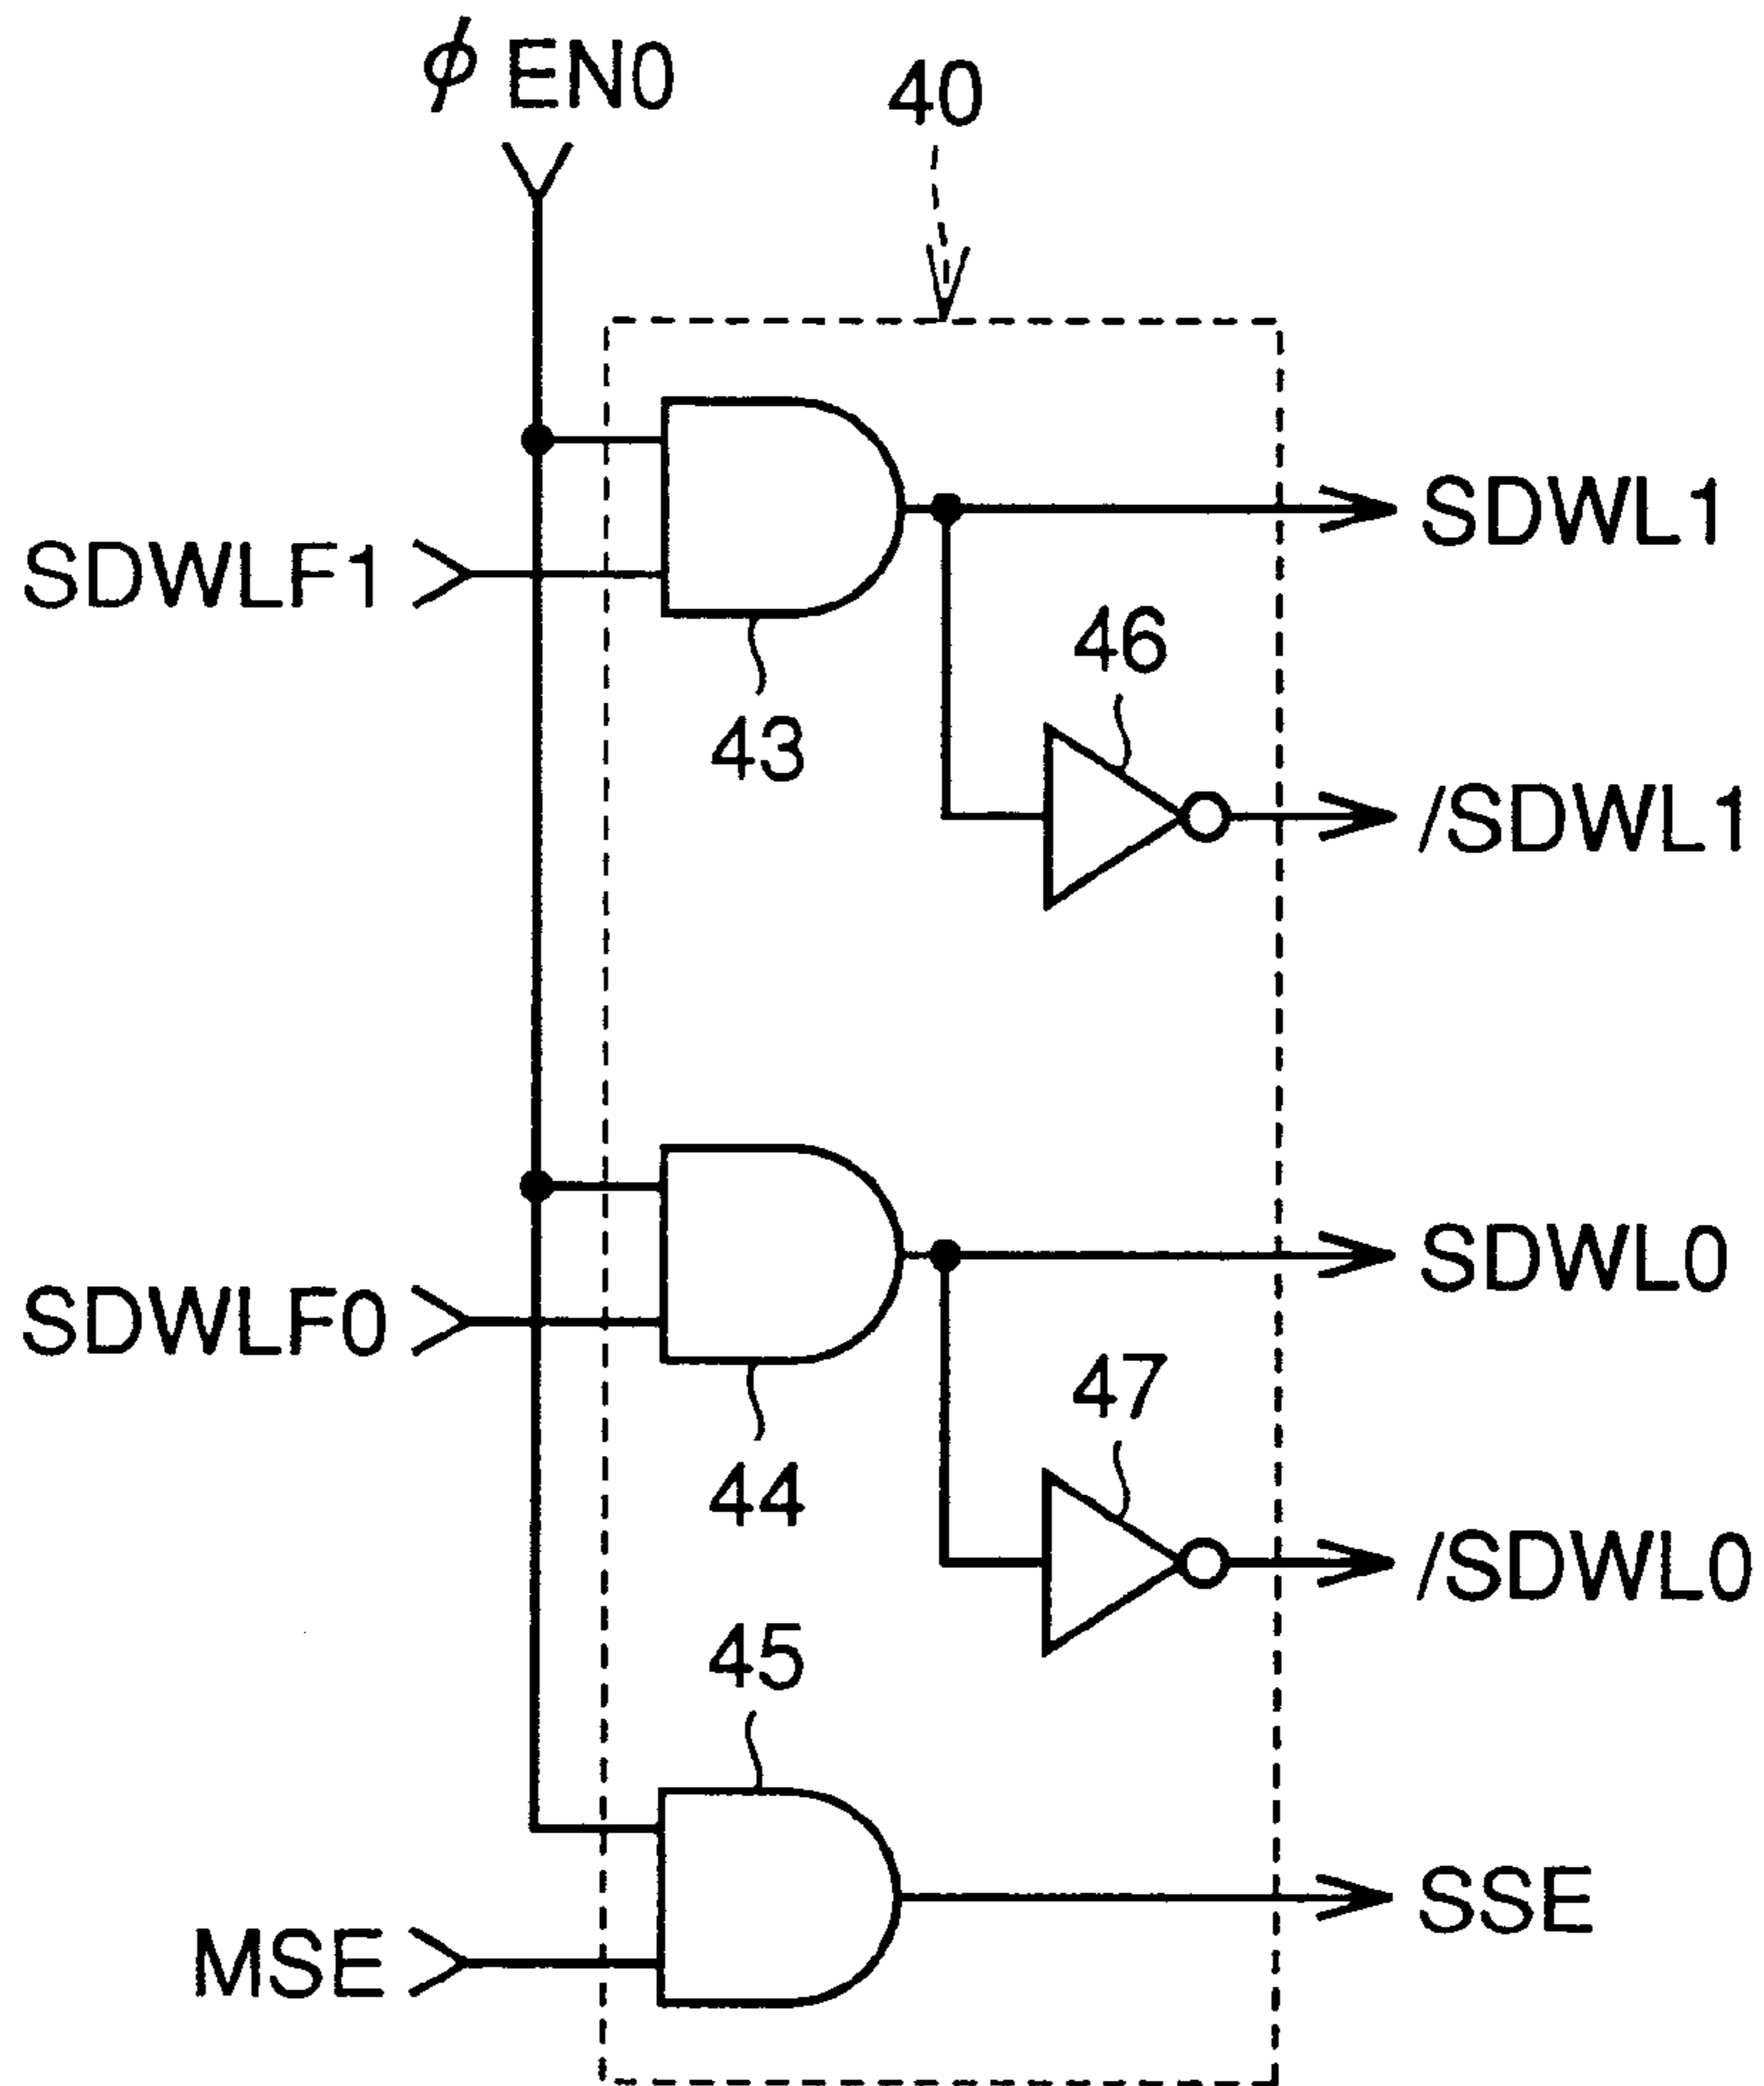 φ EN0
40
SDWL1
SDWLF1
46
43
/SDWL1
SDWL0
SDWLF0
47
44
/SDWL0
45
SSE
MSE